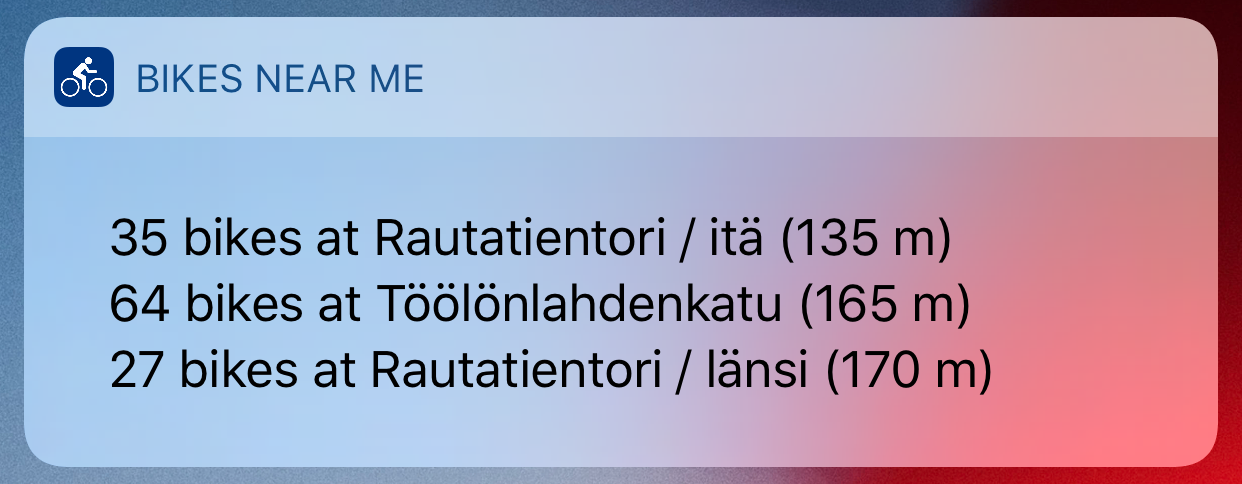 BIKES NEAR ME
35 bikes at Rautatientori / itä (135 m)
64 bikes at Töölönlahdenkatu (165 m)
27 bikes at Rautatientori / länsi (170 m)